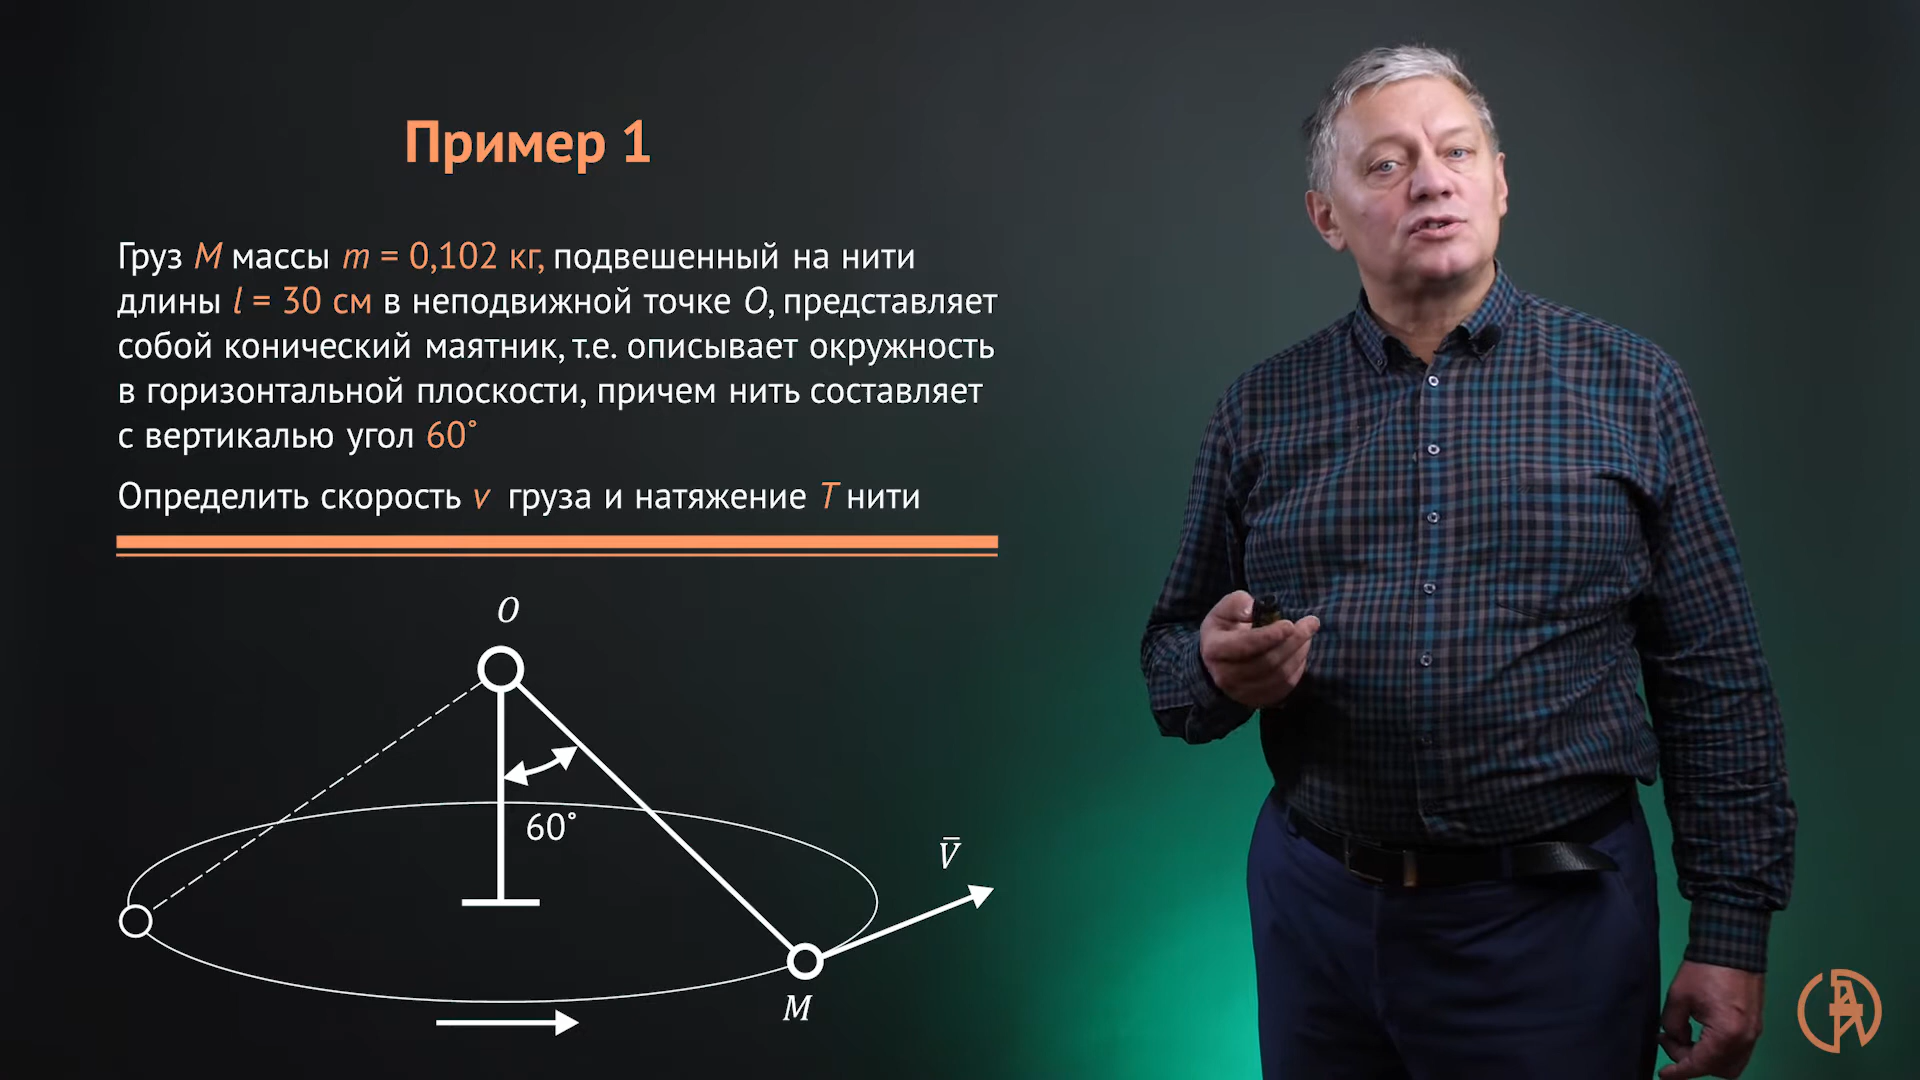 Пример 1
Груз M массы m = 0,102 кг, подвешенный на нити
длины l = 30 см в неподвижной точке O, представляет
собой конический маятник, т.е. описывает окружность
в горизонтальной плоскости, причем нить составляет
с вертикалью угол 60˚
Определить скорость v груза и натяжение T нити
O
60˚
V̄
M